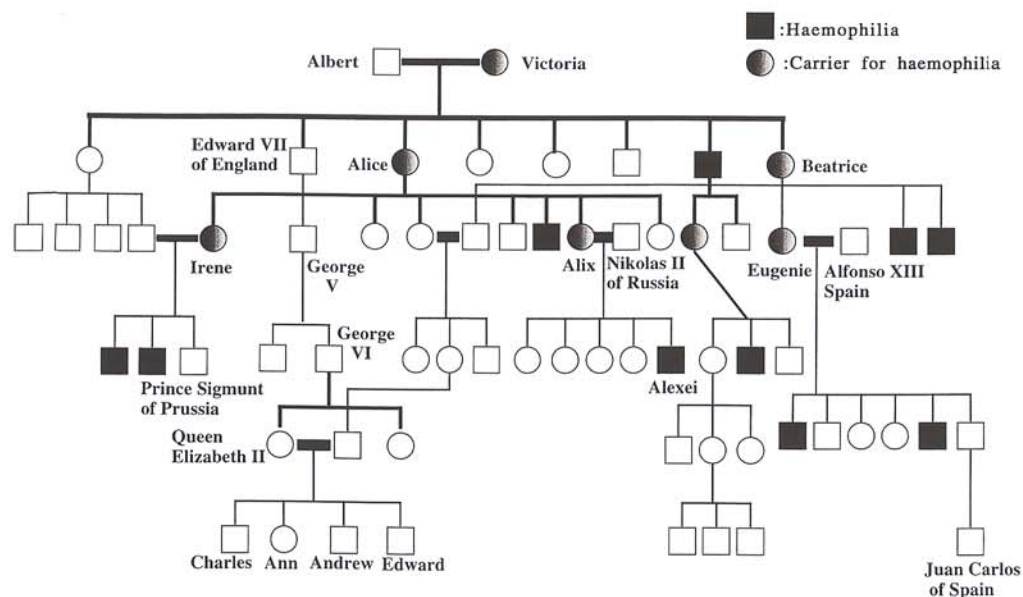 :Haemophilia
:Carrier for haemophilia
Albert
Victoria
Edward VII
of England
Alice
Beatrice
Irene
George
V
Alix
Nikolas II
of Russia
Eugenie
Alfonso XIII
Spain
George
VI
Prince Sigmunt
of Prussia
Alexei
Queen
Elizabeth II
Charles
Ann
Andrew
Edward
Juan Carlos
of Spain